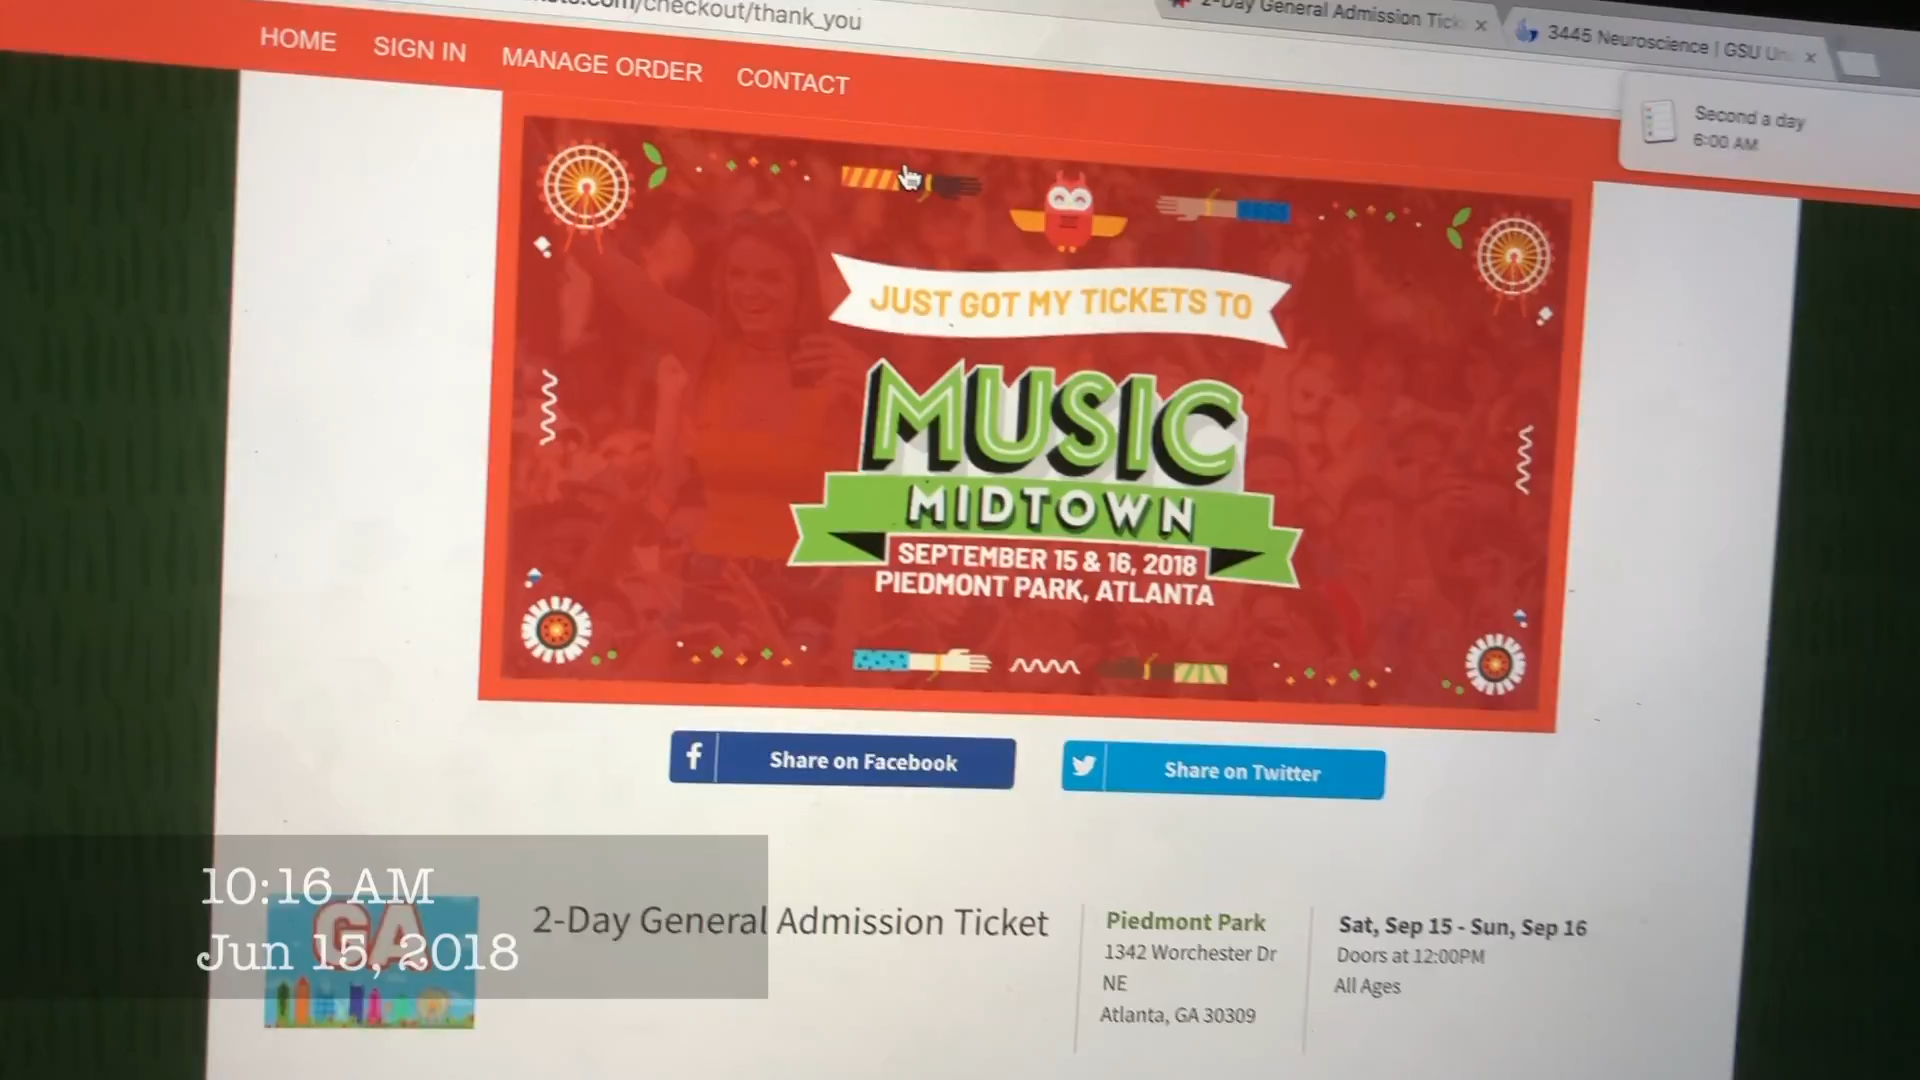 /checkout/thank_you
2-Day General Admission Tick
3445 Neuroscience | GSU Un
HOME
SIGN IN
MANAGE ORDER
CONTACT
Second a day
6:00 AM
JUST GOT MY TICKETS TO
MUSIC
MIDTOWN
SEPTEMBER 15 & 16, 2018
PIEDMONT PARK, ATLANTA
Share on Facebook
Share on Twitter
10:16 AM
Jun 15, 2018
GA
2-Day General Admission Ticket
Piedmont Park
1342 Worchester Dr
NE
Atlanta, GA 30309
Sat, Sep 15 - Sun, Sep 16
Doors at 12:00PM
All Ages